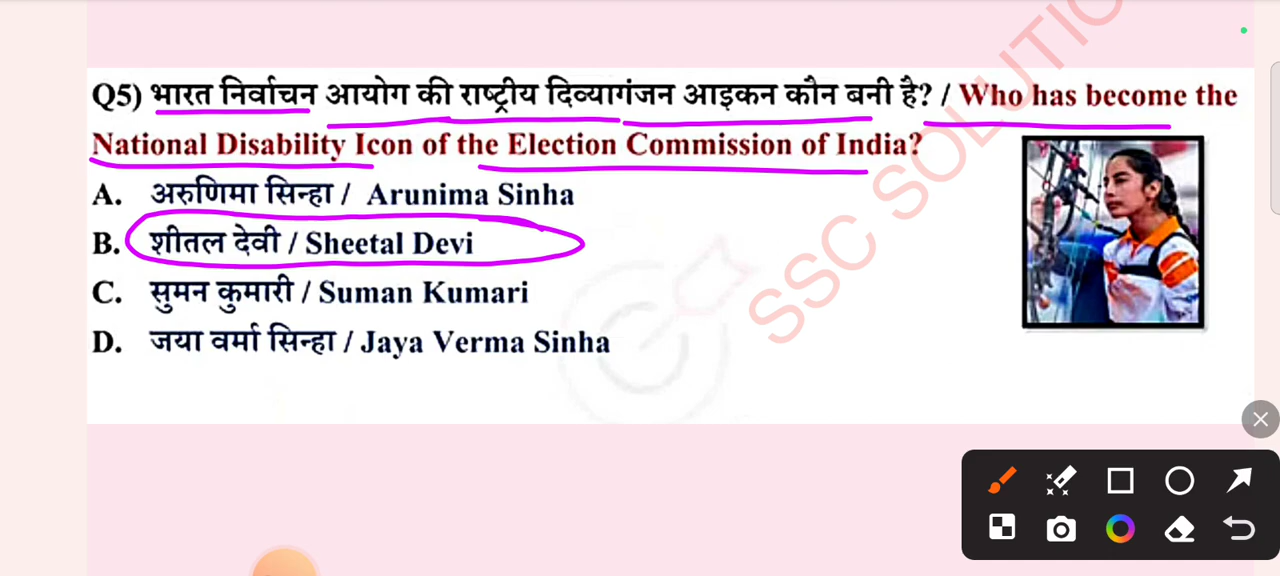 Q5) भारत निर्वाचन आयोग की राष्ट्रीय दिव्यागंजन आइकन कौन बनी है? / Who has become the
National Disability Icon of the Election Commission of India?
A. अरुणिमा सिन्हा / Arunima Sinha
B. शीतल देवी / Sheetal Devi
C. सुमन कुमारी / Suman Kumari
D. जया वर्मा सिन्हा / Jaya Verma Sinha
SSC SOLUTIO